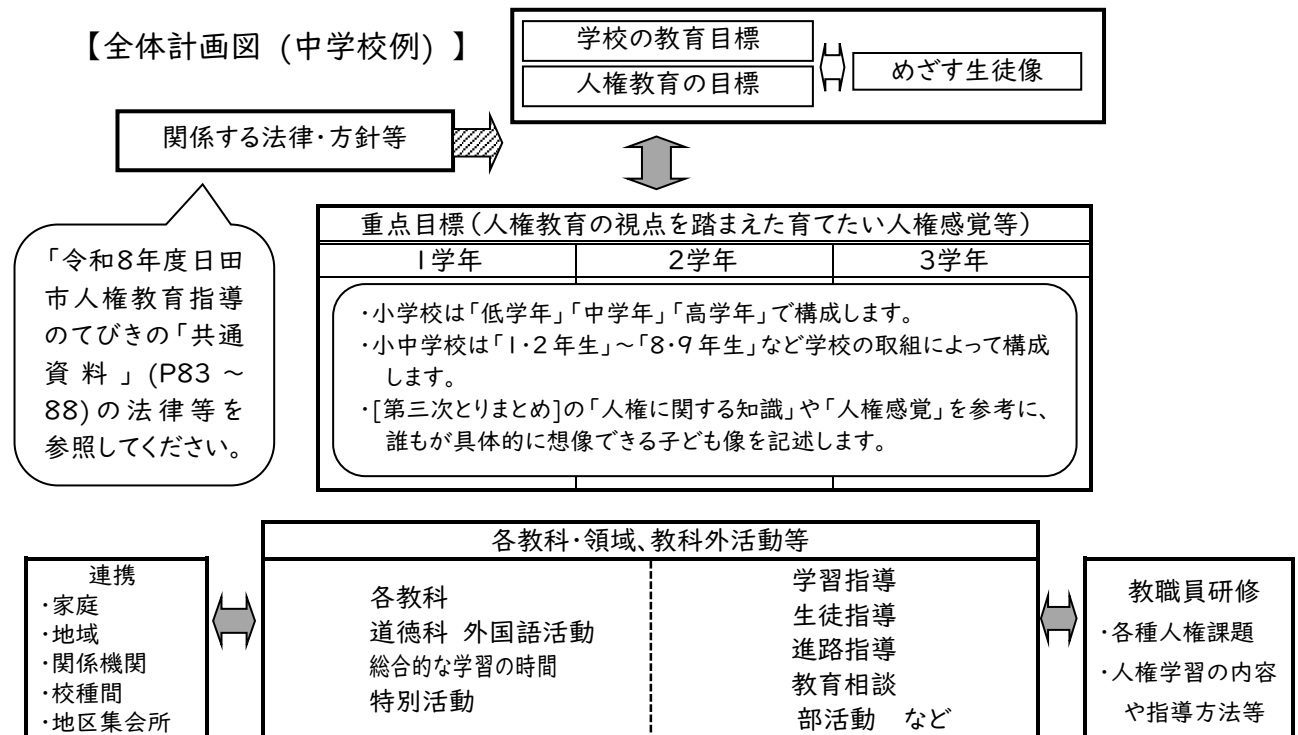 【全体計画図 (中学校例) 】
学校の教育目標
人権教育の目標
めざす生徒像
関係する法律・方針等
「令和8年度日田
市人権教育指導
のてびきの「共通
資料」(P83～
88)の法律等を
参照してください。
重点目標（人権教育の視点を踏まえた育てたい人権感覚等）
1学年
2学年
3学年
・小学校は「低学年」「中学年」「高学年」で構成します。
・小中学校は「1・2年生」～「8・9年生」など学校の取組によって構成
します。
・[第三次とりまとめ]の「人権に関する知識」や「人権感覚」を参考に、
誰もが具体的に想像できる子ども像を記述します。
各教科・領域、教科外活動等
連携
・家庭
・地域
・関係機関
・校種間
・地区集会所
各教科
道徳科 外国語活動
総合的な学習の時間
特別活動
学習指導
生徒指導
進路指導
教育相談
部活動 など
教職員研修
・各種人権課題
・人権学習の内容
や指導方法等